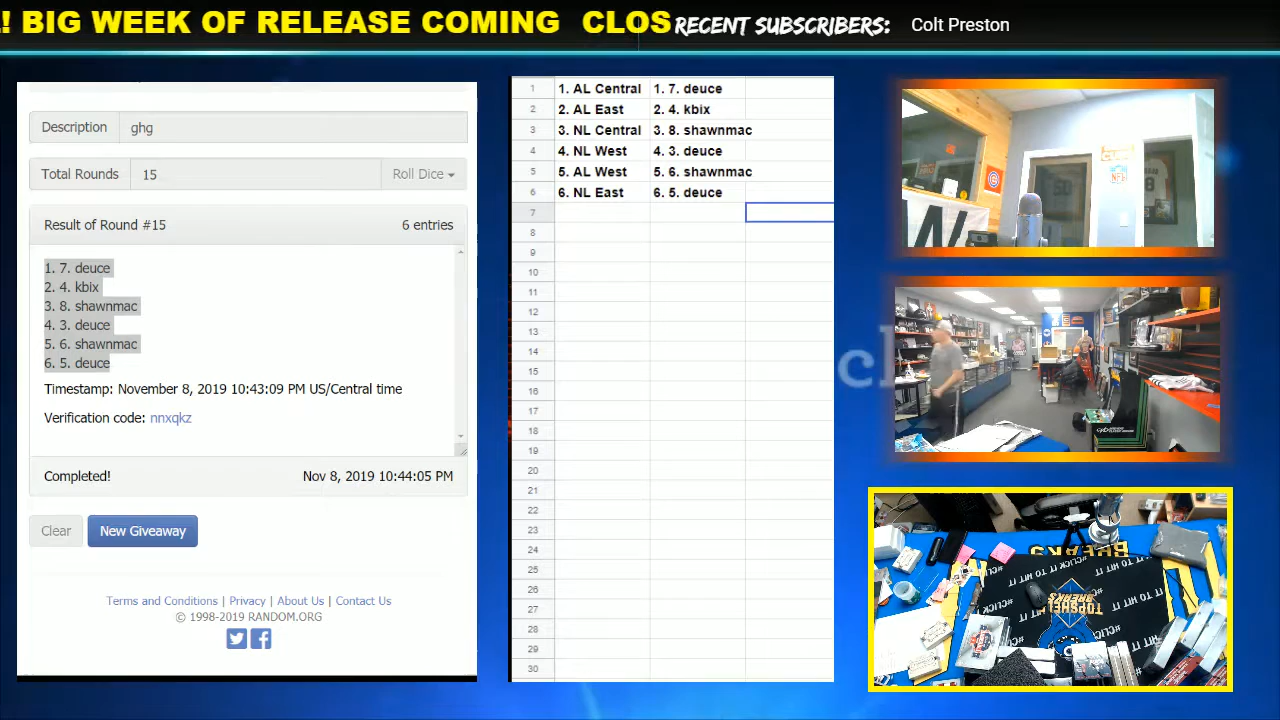 ! BIG WEEK OF RELEASE COMING  CLOS
RECENT SUBSCRIBERS: Colt Preston
Description ghg
Total Rounds 15 Roll Dice
Result of Round #15 6 entries
1. 7. deuce
2. 4. kbix
3. 8. shawnmac
4. 3. deuce
5. 6. shawnmac
6. 5. deuce
Timestamp: November 8, 2019 10:43:09 PM US/Central time
Verification code: nnxqkz
Completed! Nov 8, 2019 10:44:05 PM
Clear New Giveaway
Terms and Conditions | Privacy | About Us | Contact Us
© 1998-2019 RANDOM.ORG
1 1. AL Central 1. 7. deuce
2 2. AL East 2. 4. kbix
3 3. NL Central 3. 8. shawnmac
4 4. NL West 4. 3. deuce
5 5. AL West 5. 6. shawnmac
6 6. NL East 6. 5. deuce
7
8
9
10
11
12
13
14
15
16
17
18
19
20
21
22
23
24
25
26
27
28
29
30
BREAKS
#CLICK TO HIT IT
TOPSHELF
BREAKS